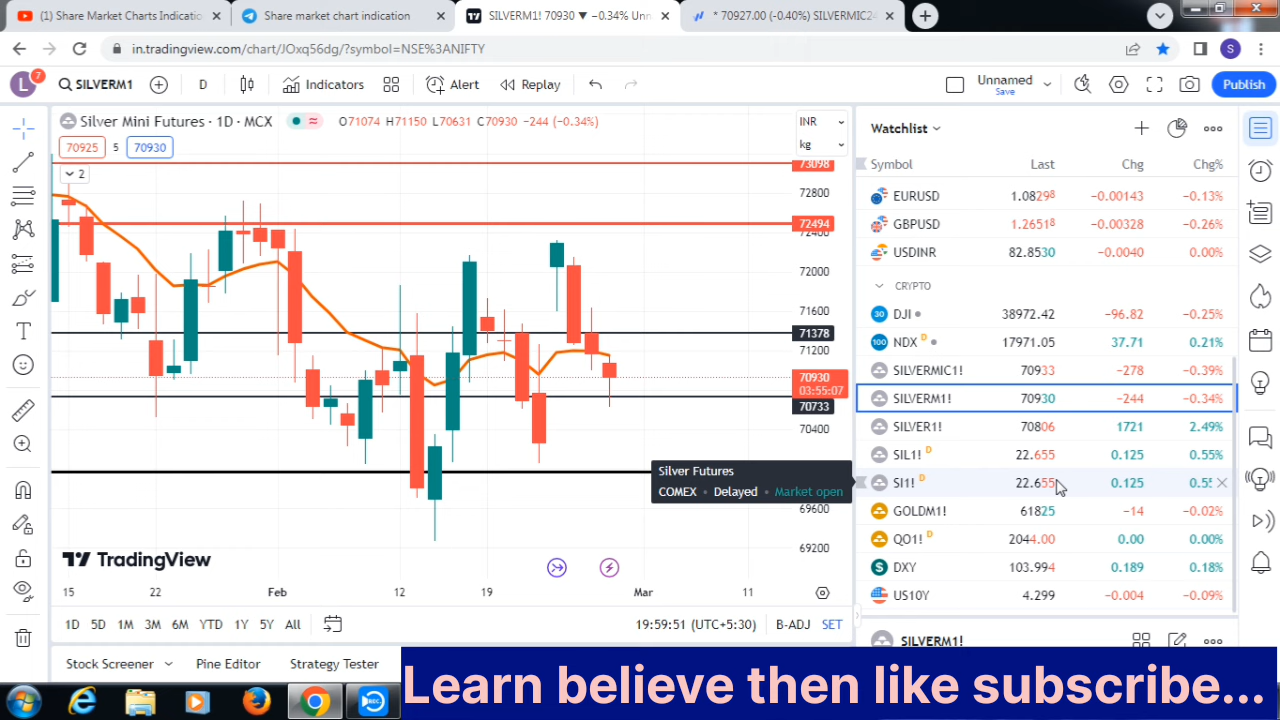 (1) Share Market Charts Indicatio
Share market chart indication
SILVERM1! 70930 ▼ −0.34% Unn
* 70927.00 (-0.40%) SILVERMIC24
in.tradingview.com/chart/JOxq56dg/?symbol=NSE%3ANIFTY
S
L
7
SILVERM1
D
Indicators
Alert
Replay
Unnamed
Save
Publish
Silver Mini Futures · 1D · MCX
O71074 H71150 L70631 C70930 −244 (−0.34%)
INR
kg
70925
5
70930
2
73098
72800
72494
72400
72000
71600
71378
71200
70930
03:55:07
70733
70400
69600
69200
Silver Futures
COMEX • Delayed • Market open
TradingView
15
22
Feb
12
19
Mar
11
1D
5D
1M
3M
6M
YTD
1Y
5Y
All
19:59:51 (UTC+5:30)
B-ADJ
SET
Stock Screener
Pine Editor
Strategy Tester
Watchlist
Symbol Last Chg Chg%
EURUSD 1.08298 −0.00143 −0.13%
GBPUSD 1.26518 −0.00328 −0.26%
USDINR 82.8530 −0.0040 0.00%
CRYPTO
DJI 38972.42 −96.82 −0.25%
NDX D 17971.05 37.71 0.21%
SILVERMIC1! 70933 −278 −0.39%
SILVERM1! 70930 −244 −0.34%
SILVER1! 70806 1721 2.49%
SIL1! D 22.655 0.125 0.55%
SI1! D 22.655 0.125 0.55
GOLDM1! 61825 −14 −0.02%
QO1! D 2044.00 0.00 0.00%
DXY 103.994 0.189 0.18%
US10Y 4.299 −0.004 −0.09%
SILVERM1!
Learn believe then like subscribe...